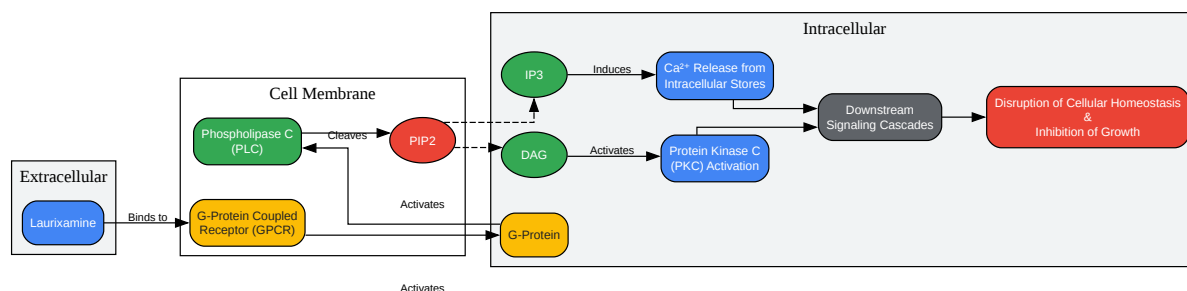 Intracellular
IP3
Induces
Ca²⁺ Release from
Intracellular Stores
Cell Membrane
Phospholipase C
(PLC)
Cleaves
PIP2
DAG
Activates
Protein Kinase C
(PKC) Activation
Downstream
Signaling Cascades
Disruption of Cellular Homeostasis
&
Inhibition of Growth
Extracellular
Laurixamine
Binds to
G-Protein Coupled
Receptor (GPCR)
Activates
G-Protein
Activates